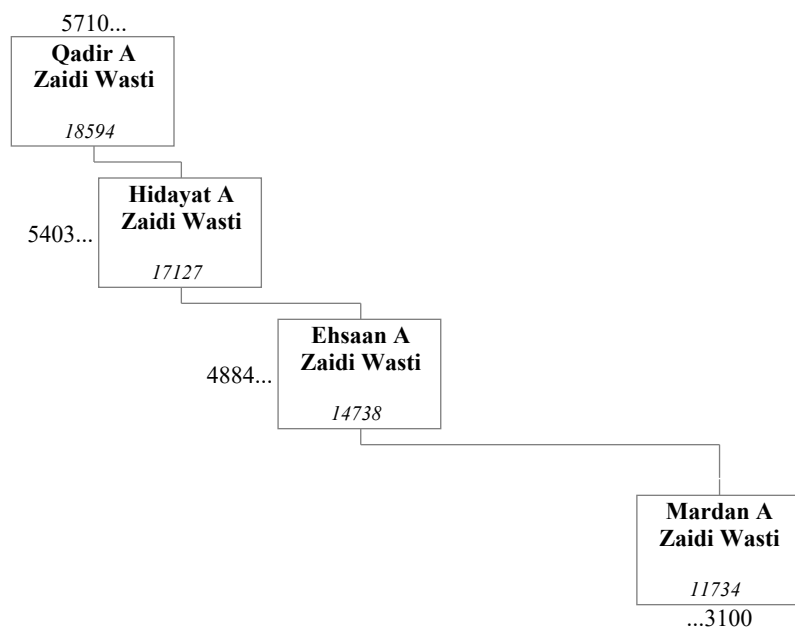 5710...
Qadir A
Zaidi Wasti
18594
Hidayat A
Zaidi Wasti
5403...
17127
Ehsaan A
Zaidi Wasti
4884...
14738
Mardan A
Zaidi Wasti
11734
...3100